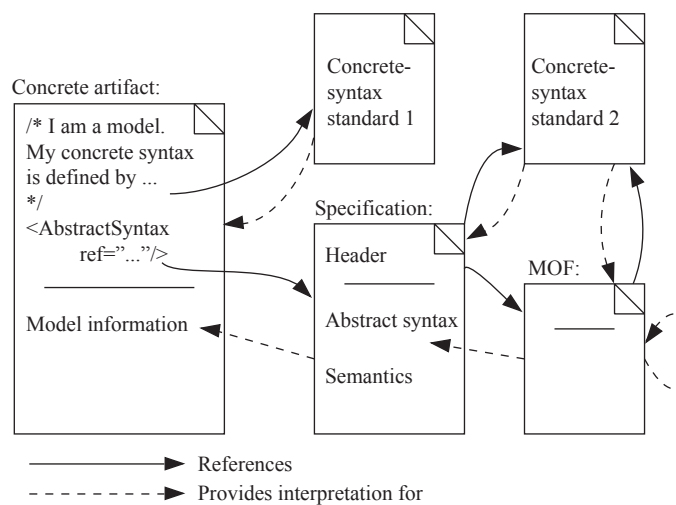 Concrete-
syntax
standard 1
Concrete-
syntax
standard 2
Concrete artifact:
/* I am a model.
My concrete syntax
is defined by ...
*/
<AbstractSyntax
ref=”...”/>
Model information
Specification:
Header
Abstract syntax
Semantics
MOF:
References
Provides interpretation for